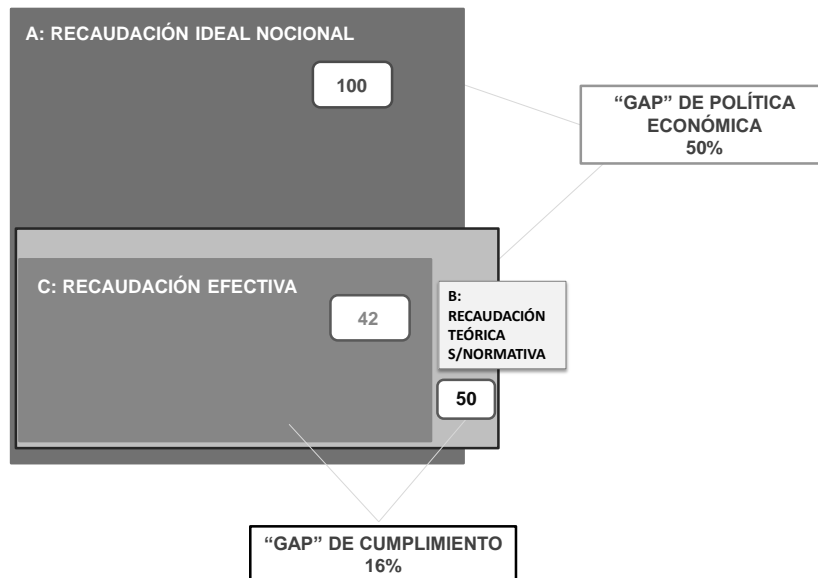 A: RECAUDACIÓN IDEAL NOCIONAL
100
“GAP” DE POLÍTICA
ECONÓMICA
50%
C: RECAUDACIÓN EFECTIVA
42
B:
RECAUDACIÓN
TEÓRICA
S/NORMATIVA
50
“GAP” DE CUMPLIMIENTO
16%